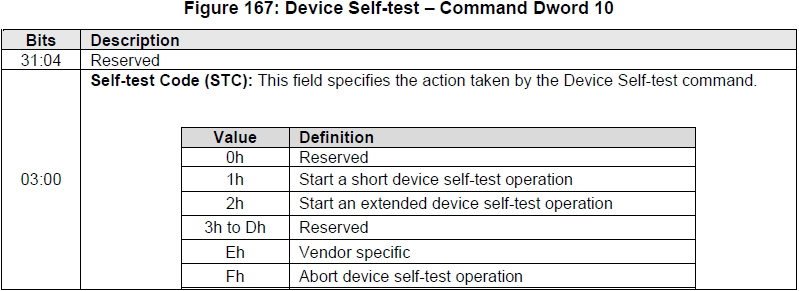 Figure 167: Device Self-test – Command Dword 10
Bits Description
31:04 Reserved
03:00 Self-test Code (STC): This field specifies the action taken by the Device Self-test command.
Value Definition
0h Reserved
1h Start a short device self-test operation
2h Start an extended device self-test operation
3h to Dh Reserved
Eh Vendor specific
Fh Abort device self-test operation